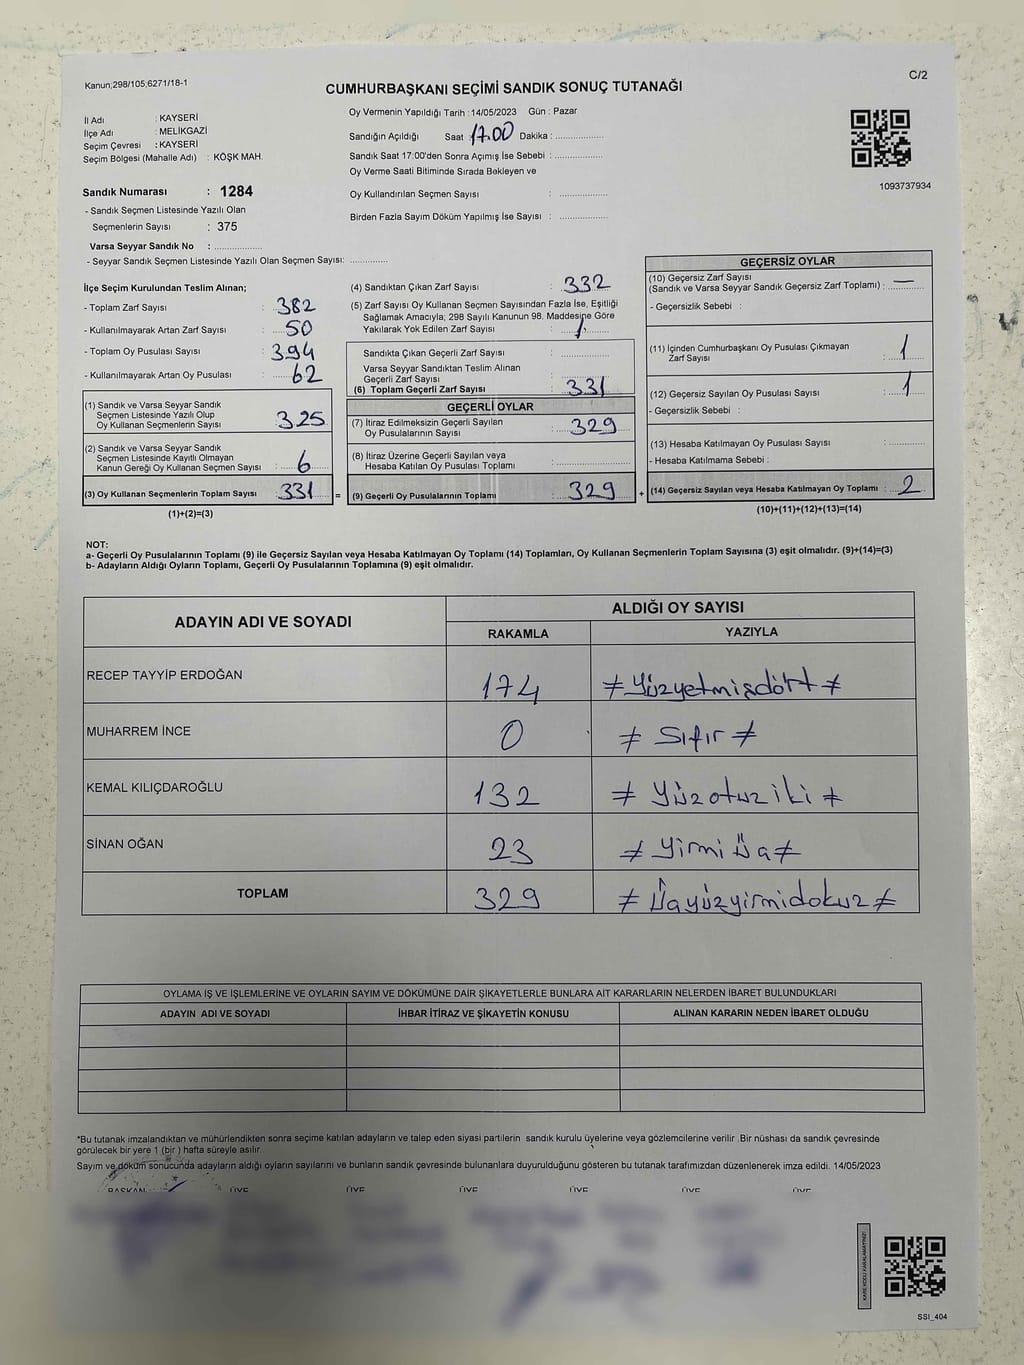 Kanun;298/105;6271/18-1
C/2
CUMHURBAŞKANI SEÇİMİ SANDIK SONUÇ TUTANAĞI
İl Adı : KAYSERİ
İlçe Adı : MELİKGAZİ
Seçim Çevresi : KAYSERİ
Seçim Bölgesi (Mahalle Adı) : KÖŞK MAH.
Sandık Numarası : 1284
- Sandık Seçmen Listesinde Yazılı Olan
Seçmenlerin Sayısı : 375
Varsa Seyyar Sandık No : ..................
- Seyyar Sandık Seçmen Listesinde Yazılı Olan Seçmen Sayısı: ..............
Oy Vermenin Yapıldığı Tarih : 14/05/2023 Gün : Pazar
Sandığın Açıldığı Saat 17.00 Dakika : ..................
Sandık Saat 17:00'den Sonra Açımış İse Sebebi : ..................
Oy Verme Saati Bitiminde Sırada Bekleyen ve
Oy Kullandırılan Seçmen Sayısı : ..................
Birden Fazla Sayım Döküm Yapılmış İse Sayısı : ..................
1093737934
İlçe Seçim Kurulundan Teslim Alınan;
- Toplam Zarf Sayısı : 382
- Kullanılmayarak Artan Zarf Sayısı : 50
- Toplam Oy Pusulası Sayısı : 394
- Kullanılmayarak Artan Oy Pusulası : 62
(1) Sandık ve Varsa Seyyar Sandık
Seçmen Listesinde Yazılı Olup
Oy Kullanan Seçmenlerin Sayısı : 325
(2) Sandık ve Varsa Seyyar Sandık
Seçmen Listesinde Kayıtlı Olmayan
Kanun Gereği Oy Kullanan Seçmen Sayısı : 6
(3) Oy Kullanan Seçmenlerin Toplam Sayısı : 331 =
(1)+(2)=(3)
(4) Sandıktan Çıkan Zarf Sayısı : 332
(5) Zarf Sayısı Oy Kullanan Seçmen Sayısından Fazla İse, Eşitliği
Sağlamak Amacıyla; 298 Sayılı Kanunun 98. Maddesine Göre
Yakılarak Yok Edilen Zarf Sayısı : 1
Sandıkta Çıkan Geçerli Zarf Sayısı : ..................
Varsa Seyyar Sandıktan Teslim Alınan
Geçerli Zarf Sayısı : ..................
(6) Toplam Geçerli Zarf Sayısı : 331
GEÇERLİ OYLAR
(7) İtiraz Edilmeksizin Geçerli Sayılan
Oy Pusulalarının Sayısı : 329
(8) İtiraz Üzerine Geçerli Sayılan veya
Hesaba Katılan Oy Pusulası Toplamı : ..................
(9) Geçerli Oy Pusulalarının Toplamı : 329 +
GEÇERSİZ OYLAR
(10) Geçersiz Zarf Sayısı
(Sandık ve Varsa Seyyar Sandık Geçersiz Zarf Toplamı) : —
- Geçersizlik Sebebi :
(11) İçinden Cumhurbaşkanı Oy Pusulası Çıkmayan
Zarf Sayısı : 1
(12) Geçersiz Sayılan Oy Pusulası Sayısı : 1
- Geçersizlik Sebebi :
(13) Hesaba Katılmayan Oy Pusulası Sayısı : ..............
- Hesaba Katılmama Sebebi :
(14) Geçersiz Sayılan veya Hesaba Katılmayan Oy Toplamı : 2
(10)+(11)+(12)+(13)=(14)
NOT:
a- Geçerli Oy Pusulalarının Toplamı (9) ile Geçersiz Sayılan veya Hesaba Katılmayan Oy Toplamı (14) Toplamları, Oy Kullanan Seçmenlerin Toplam Sayısına (3) eşit olmalıdır. (9)+(14)=(3)
b- Adayların Aldığı Oyların Toplamı, Geçerli Oy Pusulalarının Toplamına (9) eşit olmalıdır.
ADAYIN ADI VE SOYADI ALDIĞI OY SAYISI
RAKAMLA YAZIYLA
RECEP TAYYİP ERDOĞAN 174 ≠ Yüzyetmişdört ≠
MUHARREM İNCE 0 ≠ Sıfır ≠
KEMAL KILIÇDAROĞLU 132 ≠ Yüzotuziki ≠
SİNAN OĞAN 23 ≠ Yirmi Üç ≠
TOPLAM 329 ≠ Üçyüzyirmidokuz ≠
OYLAMA İŞ VE İŞLEMLERİNE VE OYLARIN SAYIM VE DÖKÜMÜNE DAİR ŞİKAYETLERLE BUNLARA AİT KARARLARIN NELERDEN İBARET BULUNDUKLARI
ADAYIN ADI VE SOYADI İHBAR İTİRAZ VE ŞİKAYETİN KONUSU ALINAN KARARIN NEDEN İBARET OLDUĞU
*Bu tutanak imzalandıktan ve mühürlendikten sonra seçime katılan adayların ve talep eden siyasi partilerin sandık kurulu üyelerine veya gözlemcilerine verilir .Bir nüshası da sandık çevresinde
görülecek bir yere 1 (bir ) hafta süreyle asılır.
Sayım ve döküm sonucunda adayların aldığı oyların sayılarını ve bunların sandık çevresinde bulunanlara duyurulduğunu gösteren bu tutanak tarafımızdan düzenlenerek imza edildi. 14/05/2023
BAŞKAN ÜYE ÜYE ÜYE ÜYE ÜYE ÜYE
KARE KODU KARALAMAYINIZ!
SSI_404